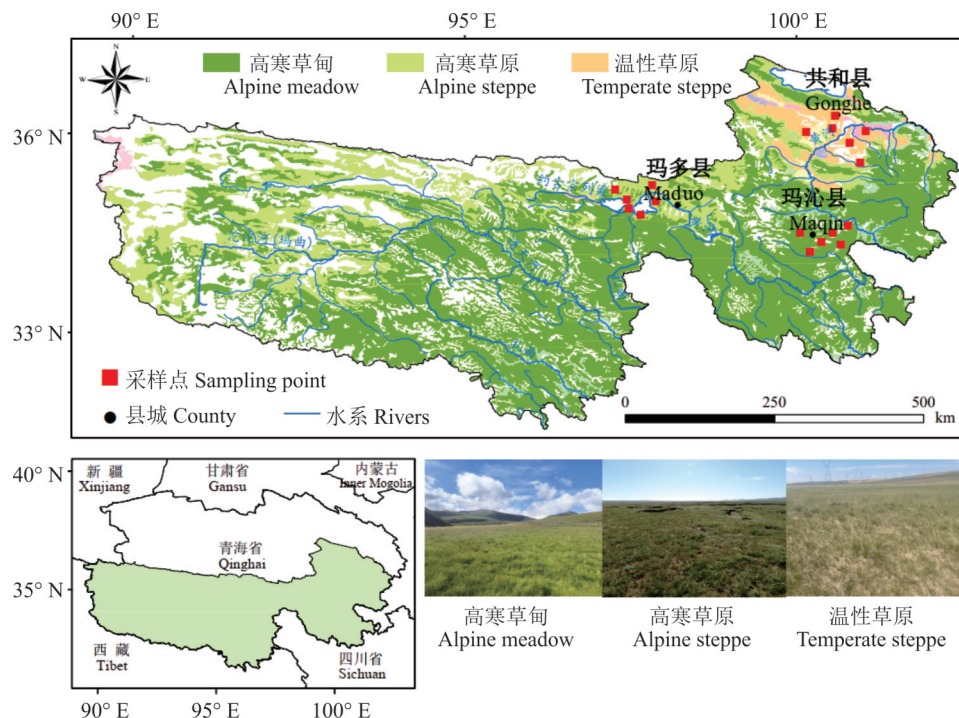 90° E
95° E
100° E
N
W
E
S
高寒草甸
Alpine meadow
高寒草原
Alpine steppe
温性草原
Temperate steppe
共和县
Gonghe
36° N
玛多县
Maduo
玛沁县
Maqin
(玛曲)
33° N
采样点 Sampling point
县城 County
水系 Rivers
0
250
500
km
40° N
新 疆
Xinjiang
甘肃省
Gansu
内蒙古
Inner Mogolia
青海省
Qinghai
35° N
西 藏
Tibet
四川省
Sichuan
90° E
95° E
100° E
高寒草甸
Alpine meadow
高寒草原
Alpine steppe
温性草原
Temperate steppe